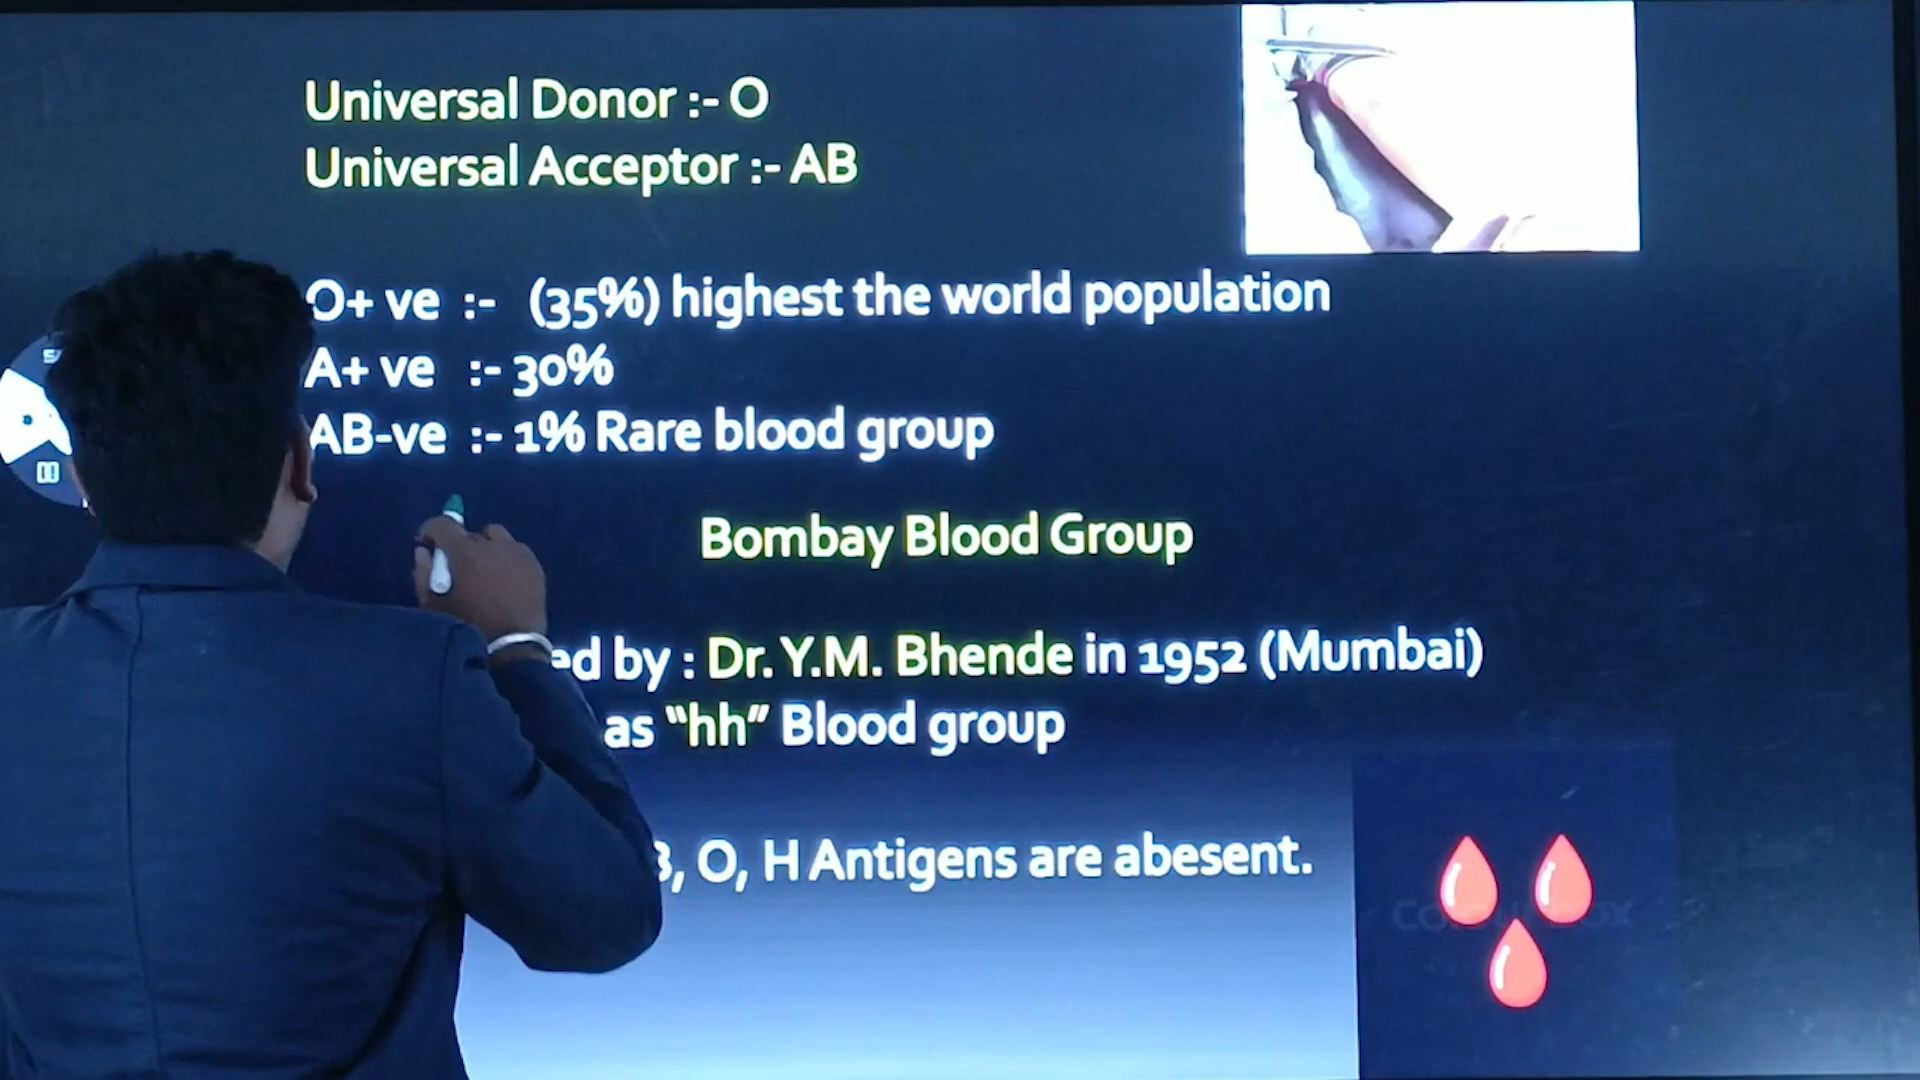 Universal Donor :- O
Universal Acceptor :- AB
O+ ve :- (35%) highest the world population
A+ ve :- 30%
AB-ve :- 1% Rare blood group
Bombay Blood Group
by : Dr. Y.M. Bhende in 1952 (Mumbai)
as "hh" Blood group
O, H Antigens are abesent.